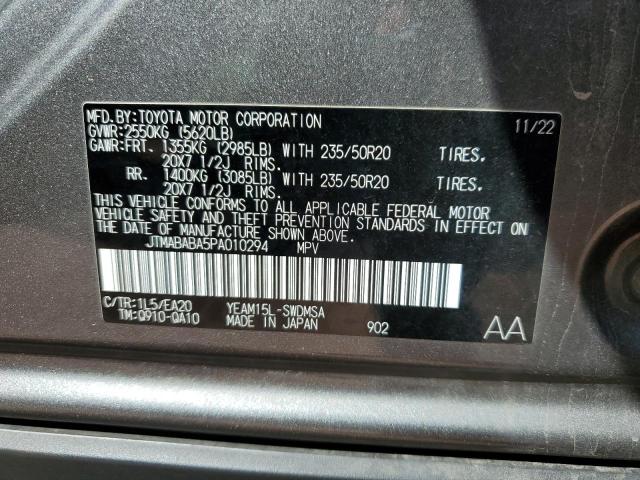 MFD.BY:TOYOTA MOTOR CORPORATION 11/22
GVWR:2550KG (5620LB)
GAWR:FRT. 1355KG (2985LB) WITH 235/50R20 TIRES.
20X7 1/2J RIMS.
RR. 1400KG (3085LB) WITH 235/50R20 TIRES.
20X7 1/2J RIMS.
THIS VEHICLE CONFORMS TO ALL APPLICABLE FEDERAL MOTOR
VEHICLE SAFETY AND THEFT PREVENTION STANDARDS IN EFFECT ON
THE DATE OF MANUFACTURE SHOWN ABOVE.
JTMABABA5PA010294 MPV
C/TR:1L5/EA20 YEAM15L-SWDMSA
TM:Q910-QA10 MADE IN JAPAN 902 AA